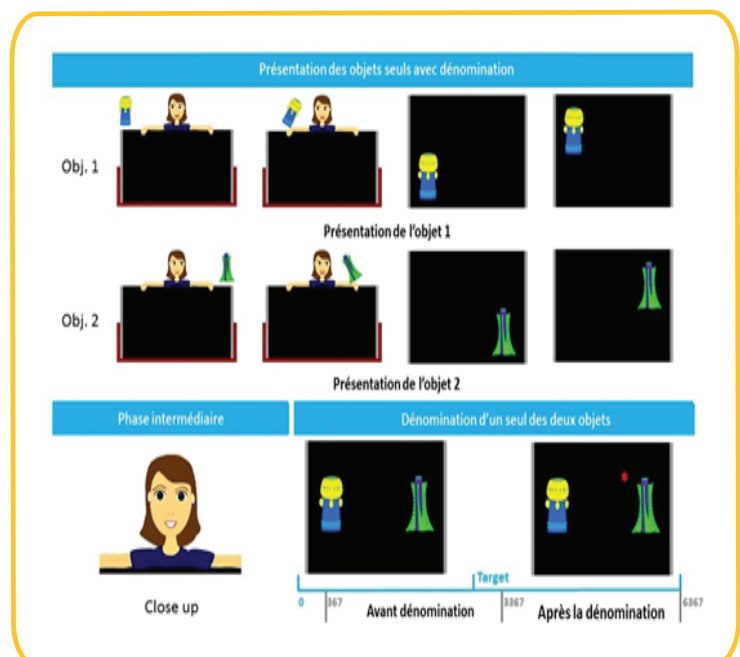 Présentation des objets seuls avec dénomination
Obj. 1
Présentation de l'objet 1
Obj. 2
Présentation de l'objet 2
Phase intermédiaire
Dénomination d'un seul des deux objets
Target
0
367
Avant dénomination
3367
Après la dénomination
6367
Close up